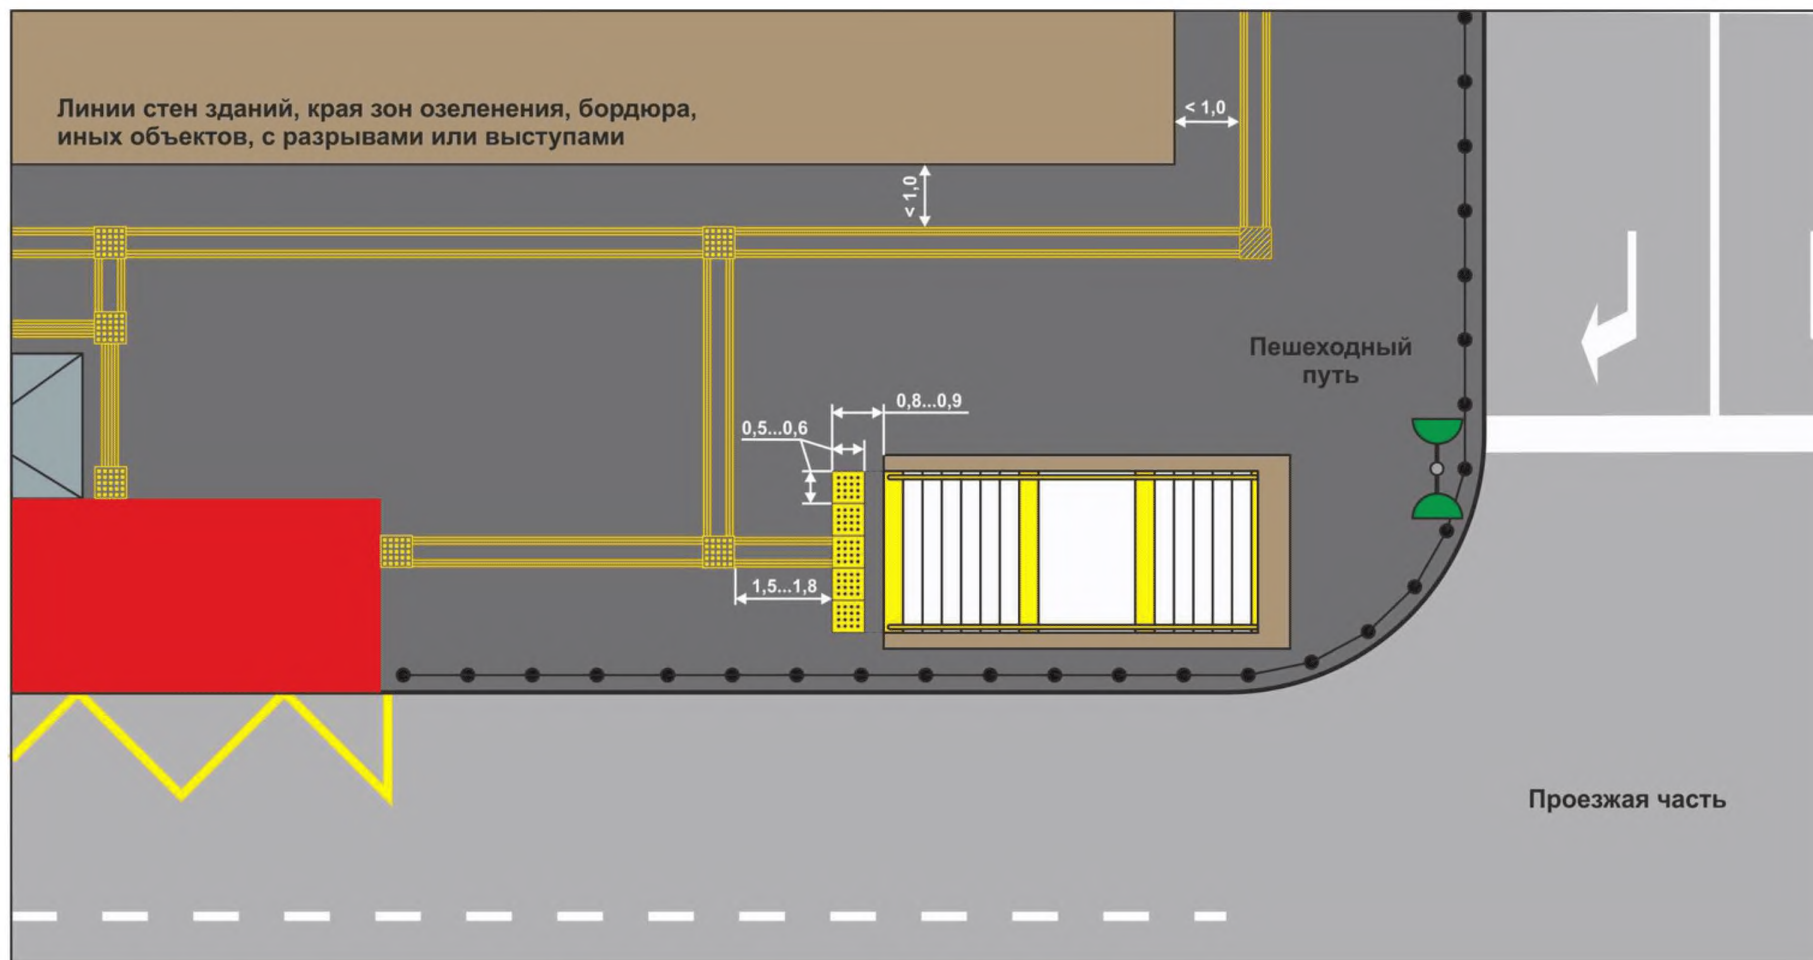 Линии стен зданий, края зон озеленения, бордюра,
иных объектов, с разрывами или выступами
< 1,0
< 1,0
Пешеходный
путь
0,8...0,9
0,5...0,6
1,5...1,8
Проезжая часть